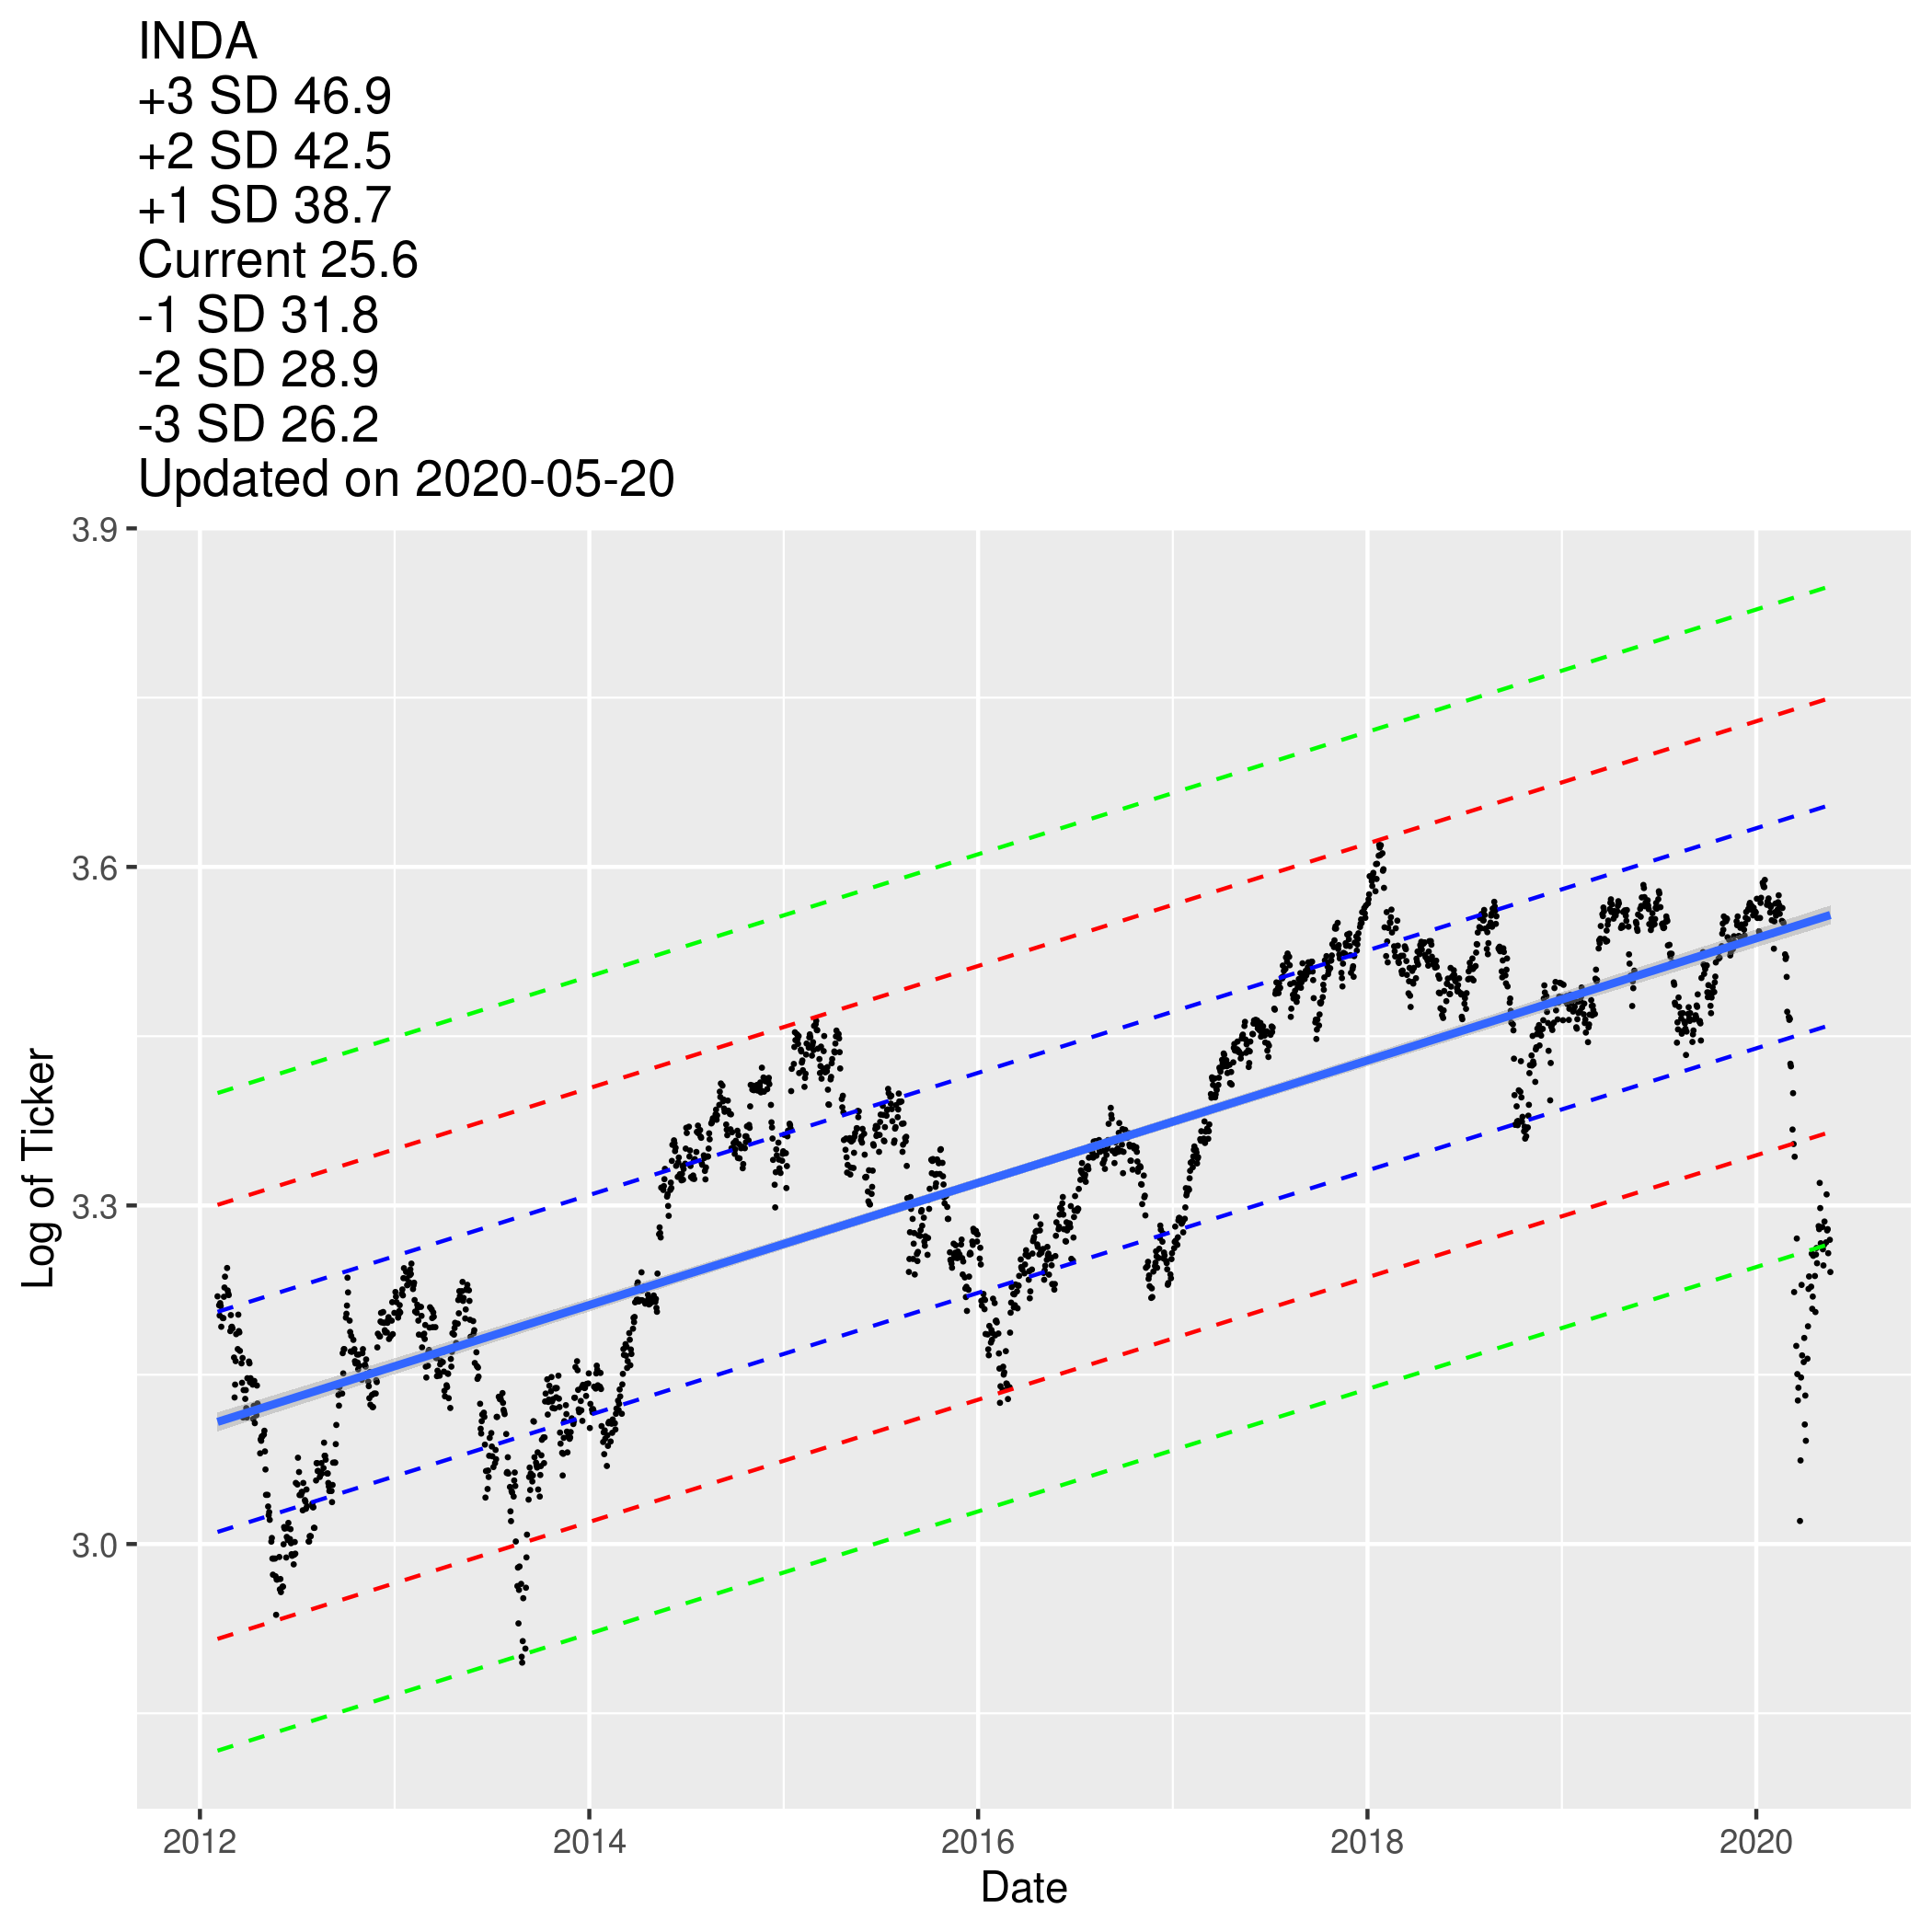 INDA
+3 SD 46.9
+2 SD 42.5
+1 SD 38.7
Current 25.6
-1 SD 31.8
-2 SD 28.9
-3 SD 26.2
Updated on 2020-05-20
3.9
3.6
3.3
3.0
Log of Ticker
2012 2014 2016 2018 2020
Date